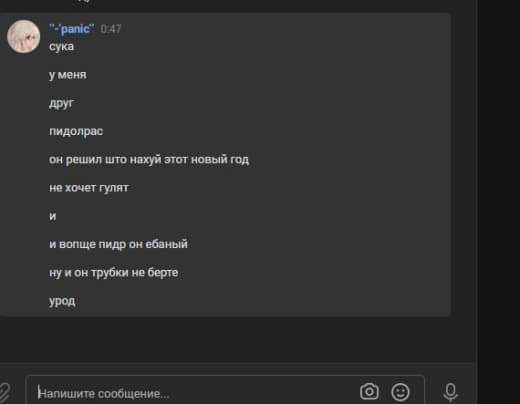 "-'panic" 0:47
сука
у меня
друг
пидолрас
он решил што нахуй этот новый год
не хочет гулят
и
и вопще пидр он ебаный
ну и он трубки не берте
урод
Напишите сообщение...